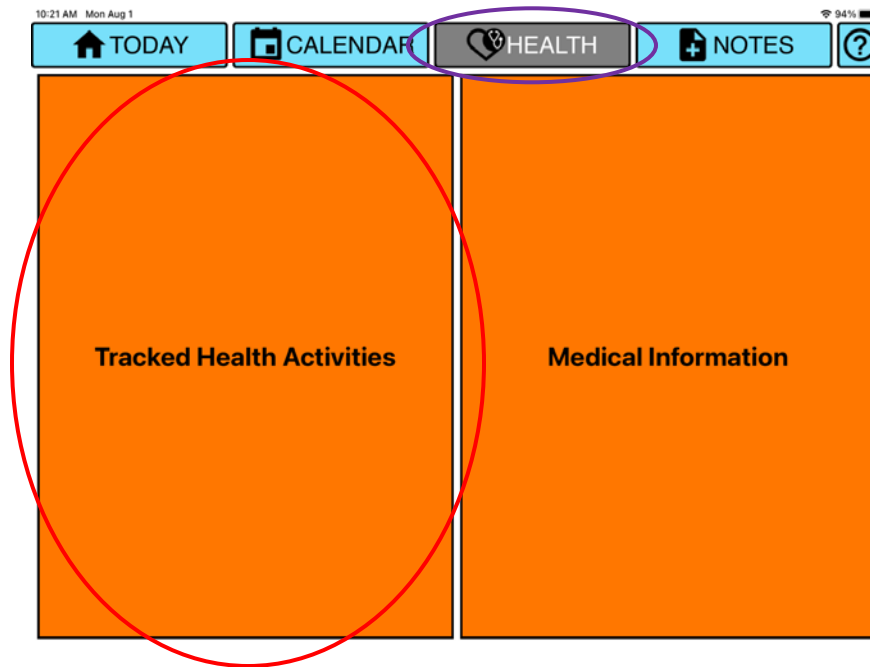 10:21 AM Mon Aug 1 94%
TODAY CALENDAR HEALTH NOTES ?
Tracked Health Activities Medical Information